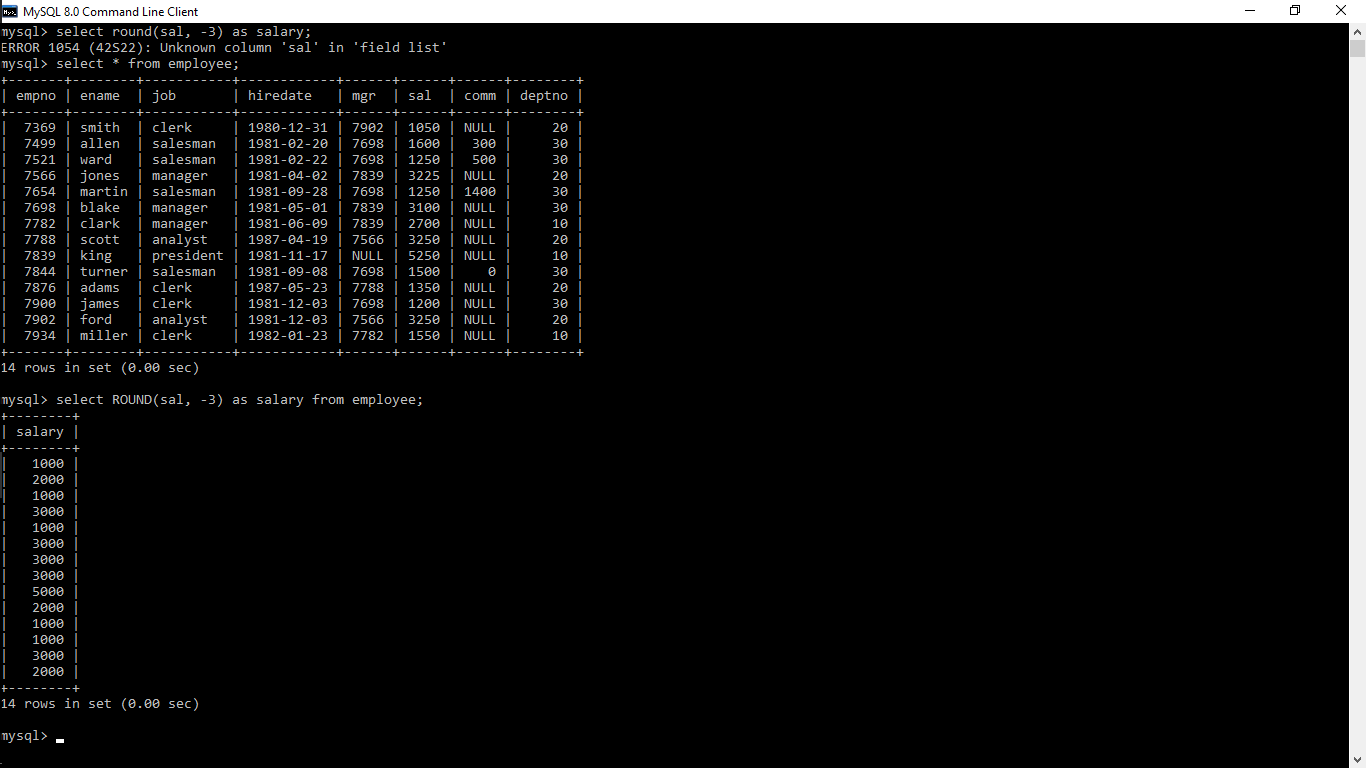 MySQL 8.0 Command Line Client
mysql> select round(sal, -3) as salary;
ERROR 1054 (42S22): Unknown column 'sal' in 'field list'
mysql> select * from employee;
+-------+--------+-----------+------------+------+------+------+--------+
| empno | ename  | job       | hiredate   | mgr  | sal  | comm | deptno |
+-------+--------+-----------+------------+------+------+------+--------+
|  7369 | smith  | clerk     | 1980-12-31 | 7902 | 1050 | NULL |     20 |
|  7499 | allen  | salesman  | 1981-02-20 | 7698 | 1600 |  300 |     30 |
|  7521 | ward   | salesman  | 1981-02-22 | 7698 | 1250 |  500 |     30 |
|  7566 | jones  | manager   | 1981-04-02 | 7839 | 3225 | NULL |     20 |
|  7654 | martin | salesman  | 1981-09-28 | 7698 | 1250 | 1400 |     30 |
|  7698 | blake  | manager   | 1981-05-01 | 7839 | 3100 | NULL |     30 |
|  7782 | clark  | manager   | 1981-06-09 | 7839 | 2700 | NULL |     10 |
|  7788 | scott  | analyst   | 1987-04-19 | 7566 | 3250 | NULL |     20 |
|  7839 | king   | president | 1981-11-17 | NULL | 5250 | NULL |     10 |
|  7844 | turner | salesman  | 1981-09-08 | 7698 | 1500 |    0 |     30 |
|  7876 | adams  | clerk     | 1987-05-23 | 7788 | 1350 | NULL |     20 |
|  7900 | james  | clerk     | 1981-12-03 | 7698 | 1200 | NULL |     30 |
|  7902 | ford   | analyst   | 1981-12-03 | 7566 | 3250 | NULL |     20 |
|  7934 | miller | clerk     | 1982-01-23 | 7782 | 1550 | NULL |     10 |
+-------+--------+-----------+------------+------+------+------+--------+
14 rows in set (0.00 sec)
mysql> select ROUND(sal, -3) as salary from employee;
+--------+
| salary |
+--------+
|   1000 |
|   2000 |
|   1000 |
|   3000 |
|   1000 |
|   3000 |
|   3000 |
|   3000 |
|   5000 |
|   2000 |
|   1000 |
|   1000 |
|   3000 |
|   2000 |
+--------+
14 rows in set (0.00 sec)
mysql>